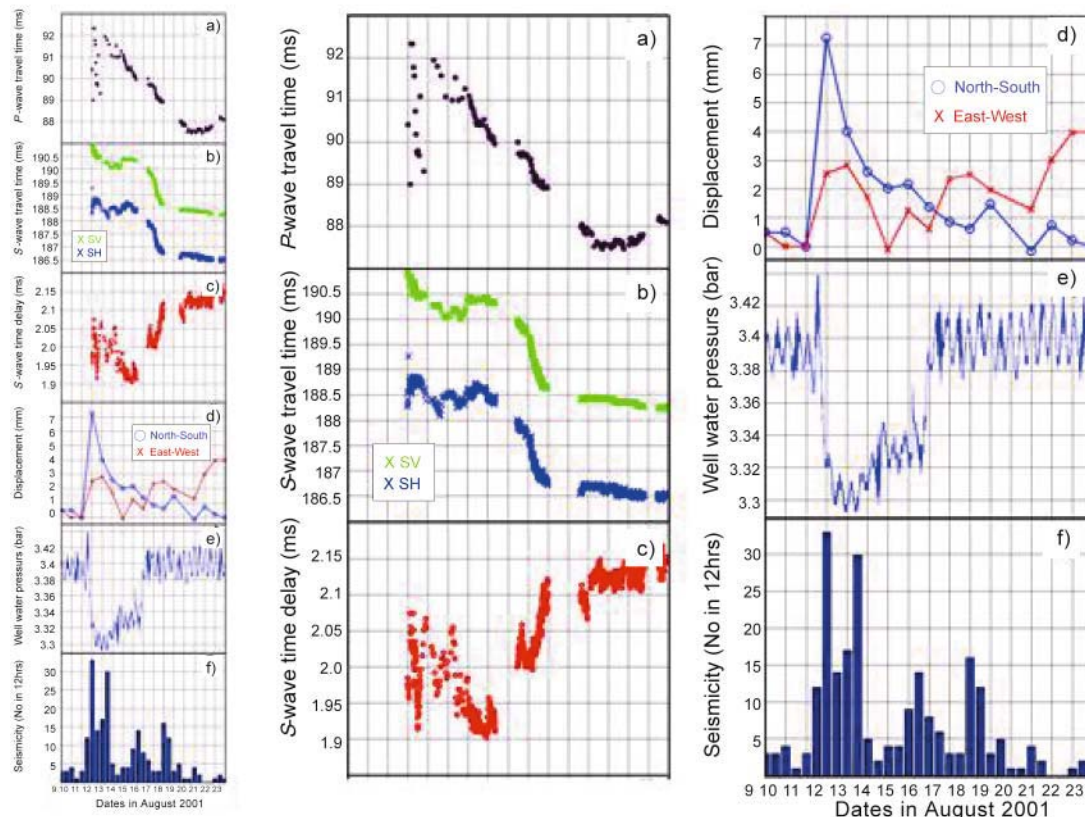 a)
P-wave travel time (ms)
92
91
90
89
88
b)
S-wave travel time (ms)
190.5
190
189.5
189
188.5
188
187.5
187
186.5
X SV
X SH
c)
S-wave time delay (ms)
2.15
2.1
2.05
2.0
1.95
1.9
d)
Displacement (mm)
7
6
5
4
3
2
1
0
North-South
X East-West
e)
Well water pressurs (bar)
3.42
3.4
3.38
3.36
3.34
3.32
3.3
f)
Seismicity (No in 12hrs)
30
25
20
15
10
5
9 10 11 12 13 14 15 16 17 18 19 20 21 22 23
Dates in August 2001
a)
P-wave travel time (ms)
92
91
90
89
88
b)
S-wave travel time (ms)
190.5
190
189.5
189
188.5
188
187.5
187
186.5
X SV
X SH
c)
S-wave time delay (ms)
2.15
2.1
2.05
2.0
1.95
1.9
d)
Displacement (mm)
7
6
5
4
3
2
1
0
North-South
X East-West
e)
Well water pressurs (bar)
3.42
3.4
3.38
3.36
3.34
3.32
3.3
f)
Seismicity (No in 12hrs)
30
25
20
15
10
5
9 10 11 12 13 14 15 16 17 18 19 20 21 22 23
Dates in August 2001